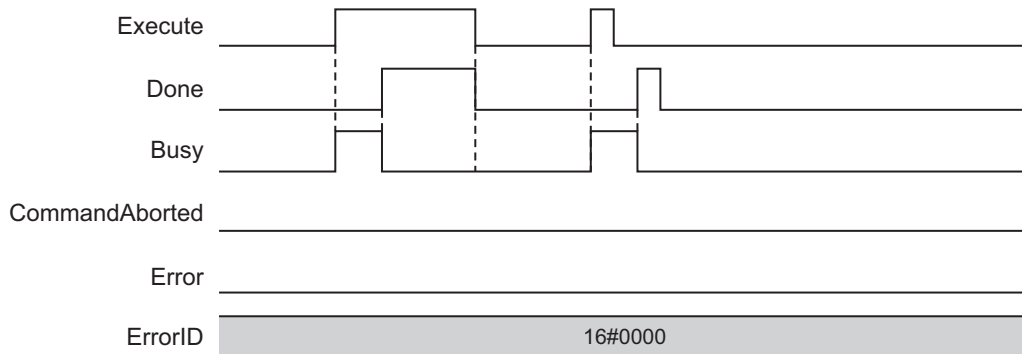 Execute
Done
Busy
CommandAborted
Error
ErrorID
16#0000